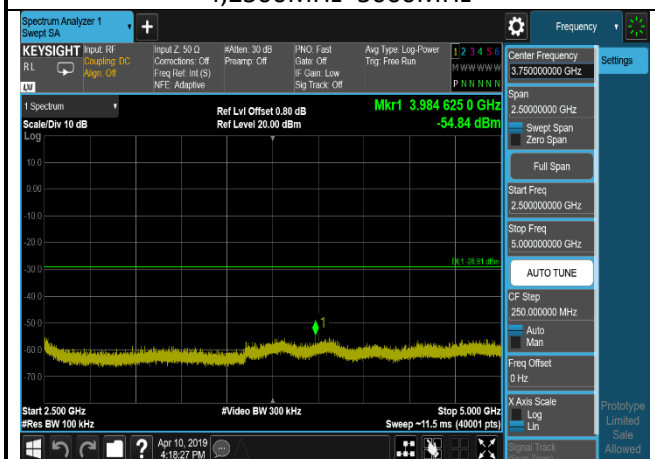 Spectrum Analyzer 1
Swept SA
+
Frequency
KEYSIGHT
RL
Input: RF
Coupling: DC
Align: Off
Input Z: 50 Ω
Corrections: Off
Freq Ref: Int (S)
NFE: Adaptive
#Atten: 30 dB
Preamp: Off
PNO: Fast
Gate: Off
IF Gain: Low
Sig Track: Off
Avg Type: Log-Power
Trig: Free Run
1 2 3 4 5 6
M W W W W W
P N N N N N
1 Spectrum
Scale/Div 10 dB
Log
Ref Lvl Offset 0.80 dB
Ref Level 20.00 dBm
Mkr1 3.984 625 0 GHz
-54.84 dBm
10.0
0.00
-10.0
-20.0
-30.0
-40.0
-50.0
-60.0
-70.0
DL1 -28.91 dBm
1
Start 2.500 GHz
#Res BW 100 kHz
#Video BW 300 kHz
Stop 5.000 GHz
Sweep ~11.5 ms (40001 pts)
Apr 10, 2019
4:18:27 PM
Center Frequency
3.750000000 GHz
Span
2.50000000 GHz
Swept Span
Zero Span
Full Span
Start Freq
2.500000000 GHz
Stop Freq
5.000000000 GHz
AUTO TUNE
CF Step
250.000000 MHz
Auto
Man
Freq Offset
0 Hz
X Axis Scale
Log
Lin
Signal Track
Settings
Prototype
Limited
Sale
Allowed